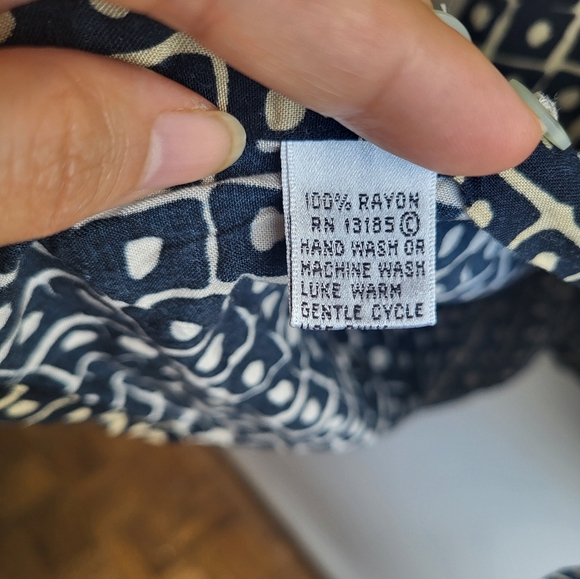 100% RAYON
RN 13185 ©
HAND WASH OR
MACHINE WASH
LUKE WARM
GENTLE CYCLE